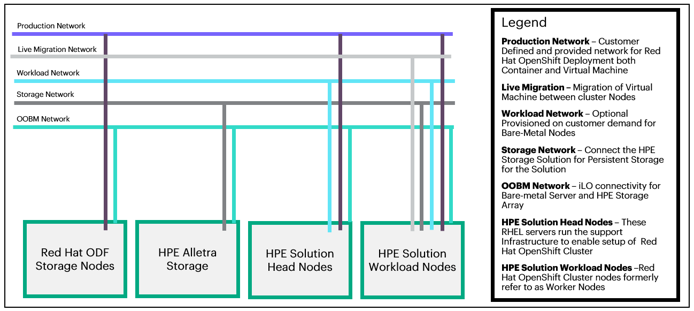 Production Network
Live Migration Network
Workload Network
Storage Network
OOBM Network
Red Hat ODF
Storage Nodes
HPE Alletra
Storage
HPE Solution
Head Nodes
HPE Solution
Workload Nodes
Legend
Production Network – Customer
Defined and provided network for Red
Hat OpenShift Deployment both
Container and Virtual Machine
Live Migration – Migration of Virtual
Machine between cluster Nodes
Workload Network – Optional
Provisioned on customer demand for
Bare-Metal Nodes
Storage Network – Connect the HPE
Storage Solution for Persistent Storage
for the Solution
OOBM Network – iLO connectivity for
Bare-metal Server and HPE Storage
Array
HPE Solution Head Nodes – These
RHEL servers run the support
Infrastructure to enable setup of Red
Hat OpenShift Cluster
HPE Solution Workload Nodes –Red
Hat OpenShift Cluster nodes formerly
refer to as Worker Nodes